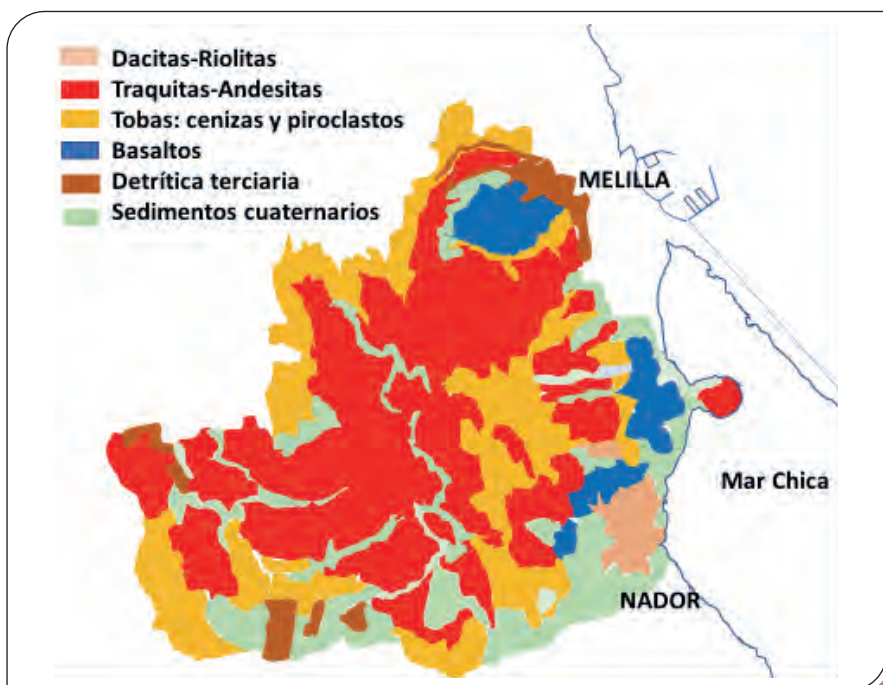 Dacitas-Riolitas
Traquitas-Andesitas
Tobas: cenizas y piroclastos
Basaltos
Detrítica terciaria
Sedimentos cuaternarios
MELILLA
Mar Chica
NADOR